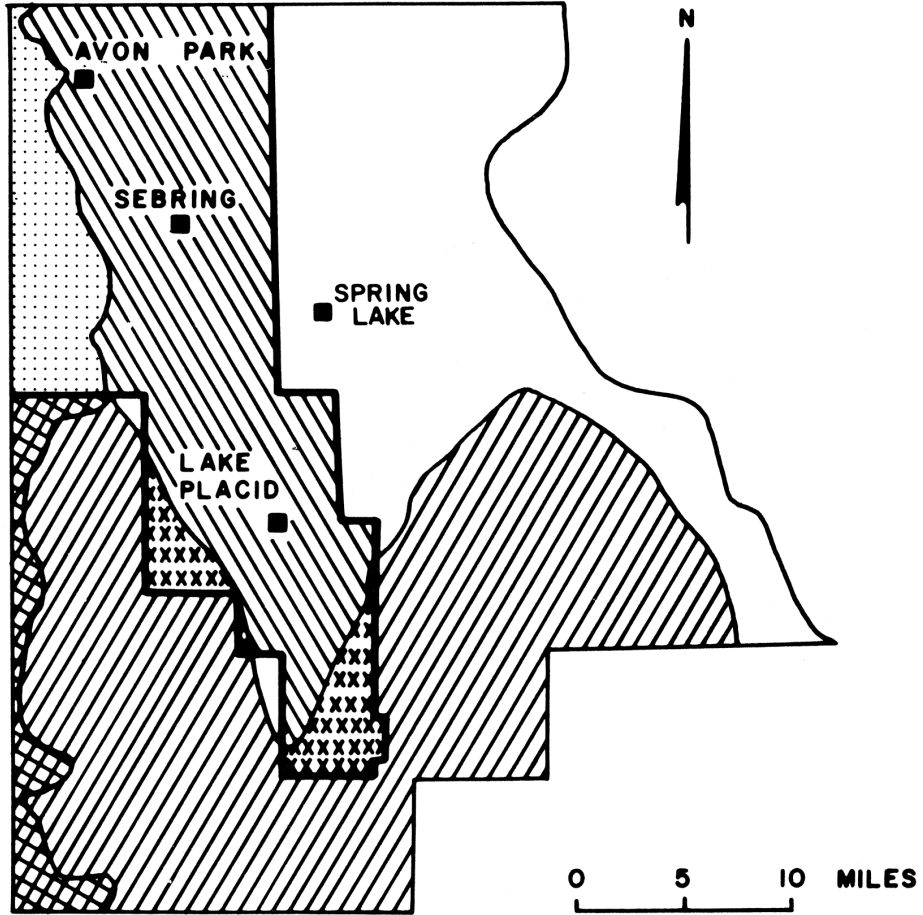 N
AVON PARK
SEBRING
SPRING
LAKE
LAKE
PLACID
0 5 10 MILES